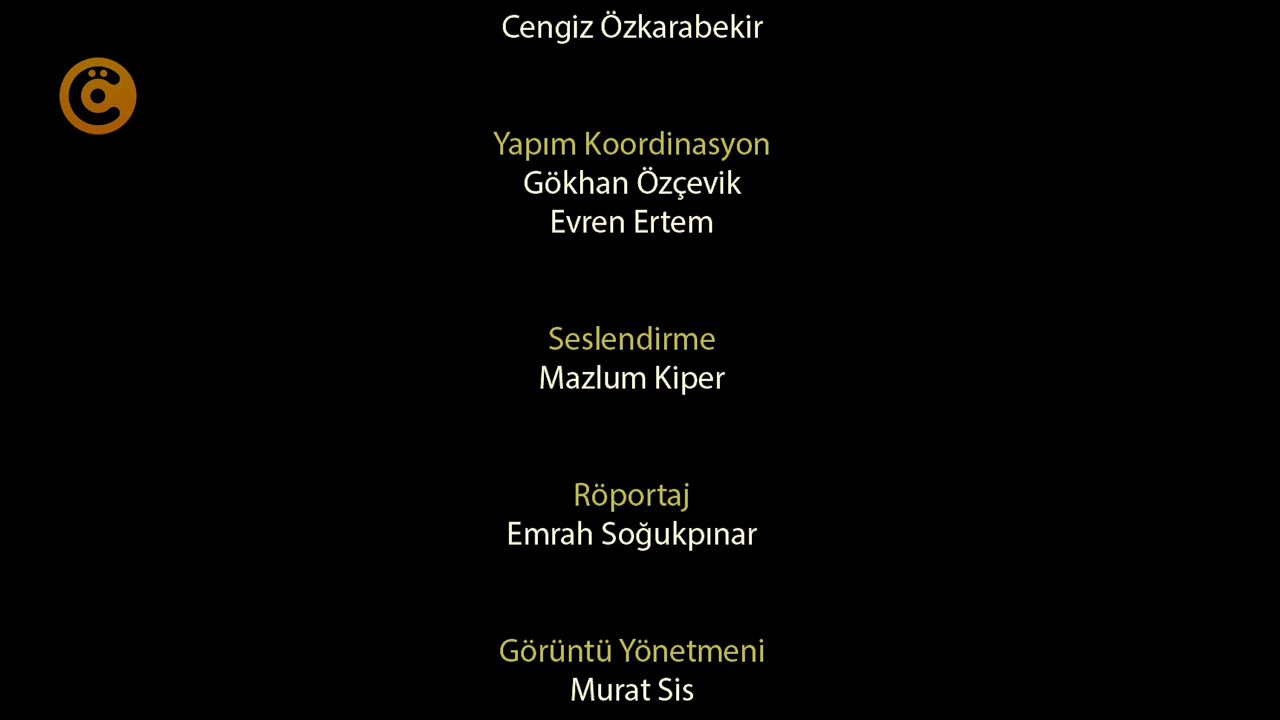 Cengiz Özkarabekir
Yapım Koordinasyon
Gökhan Özçevik
Evren Ertem
Seslendirme
Mazlum Kiper
Röportaj
Emrah Soğukpınar
Görüntü Yönetmeni
Murat Sis